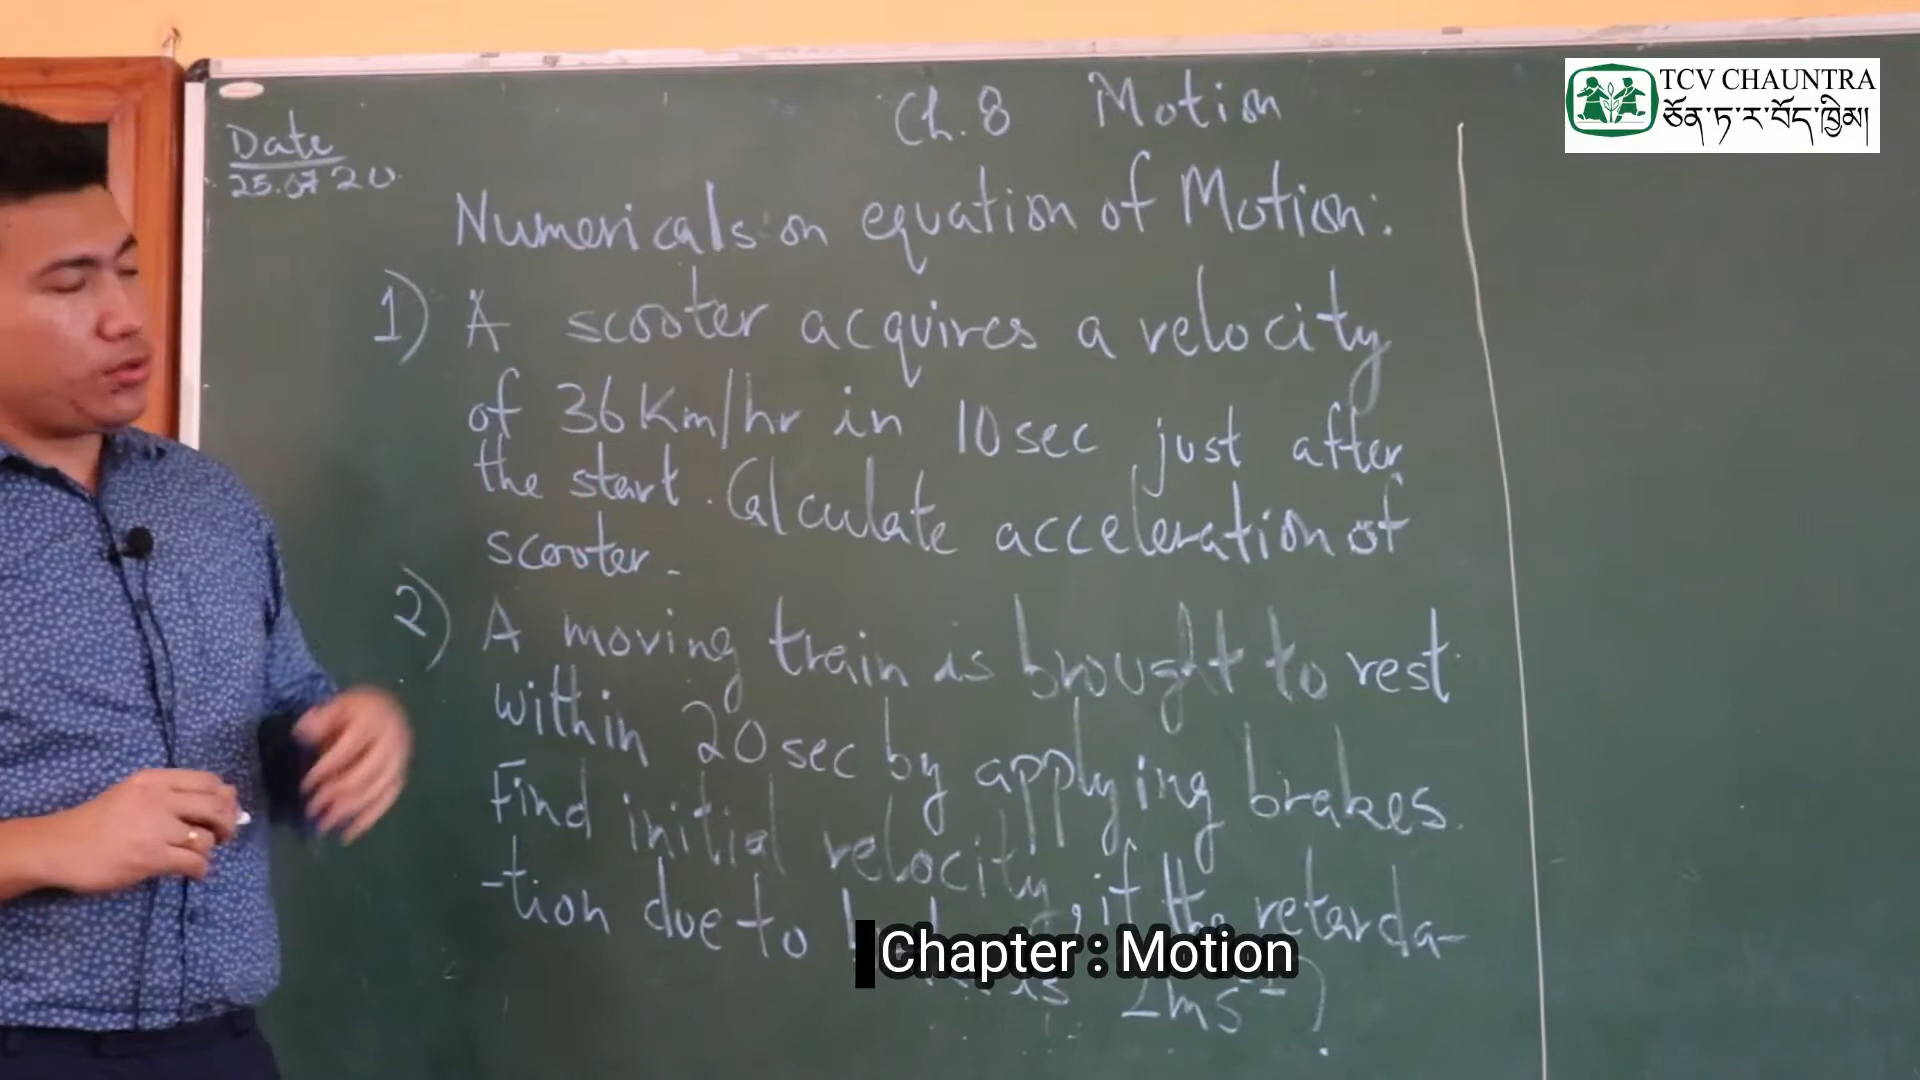 TCV CHAUNTRA
ཅོན་ཏ་ར་བོད་ཁྱིམ།
Date
25.07 20
Ch. 8 Motion
Numericals on equation of Motion:
1) A scooter acquires a velocity
of 36 Km/hr in 10 sec just after
the start. Calculate acceleration of
scooter.
2) A moving train is brought to rest
within 20 sec by applying brakes.
Find initial velocity, if the retarda-
-tion due to
is 2ms⁻²?
Chapter : Motion